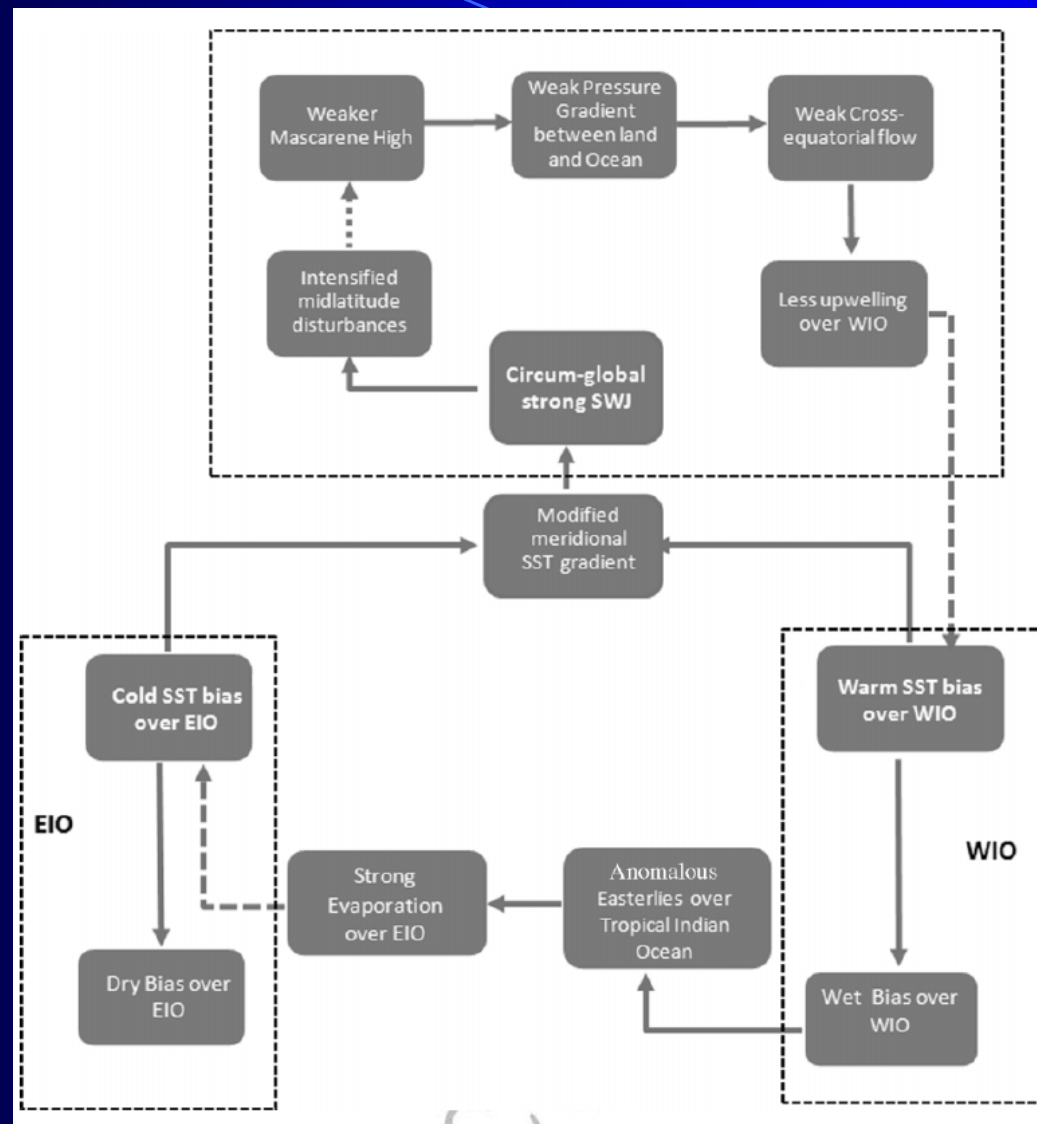 Weaker
Mascarene High
Weak Pressure
Gradient
between land
and Ocean
Weak Cross-
equatorial flow
Intensified
midlatitude
disturbances
Less upwelling
over WIO
Circum-global
strong SWJ
Modified
meridional
SST gradient
Cold SST bias
over EIO
Warm SST bias
over WIO
EIO
WIO
Strong
Evaporation
over EIO
Anomalous
Easterlies over
Tropical Indian
Ocean
Dry Bias over
EIO
Wet Bias over
WIO